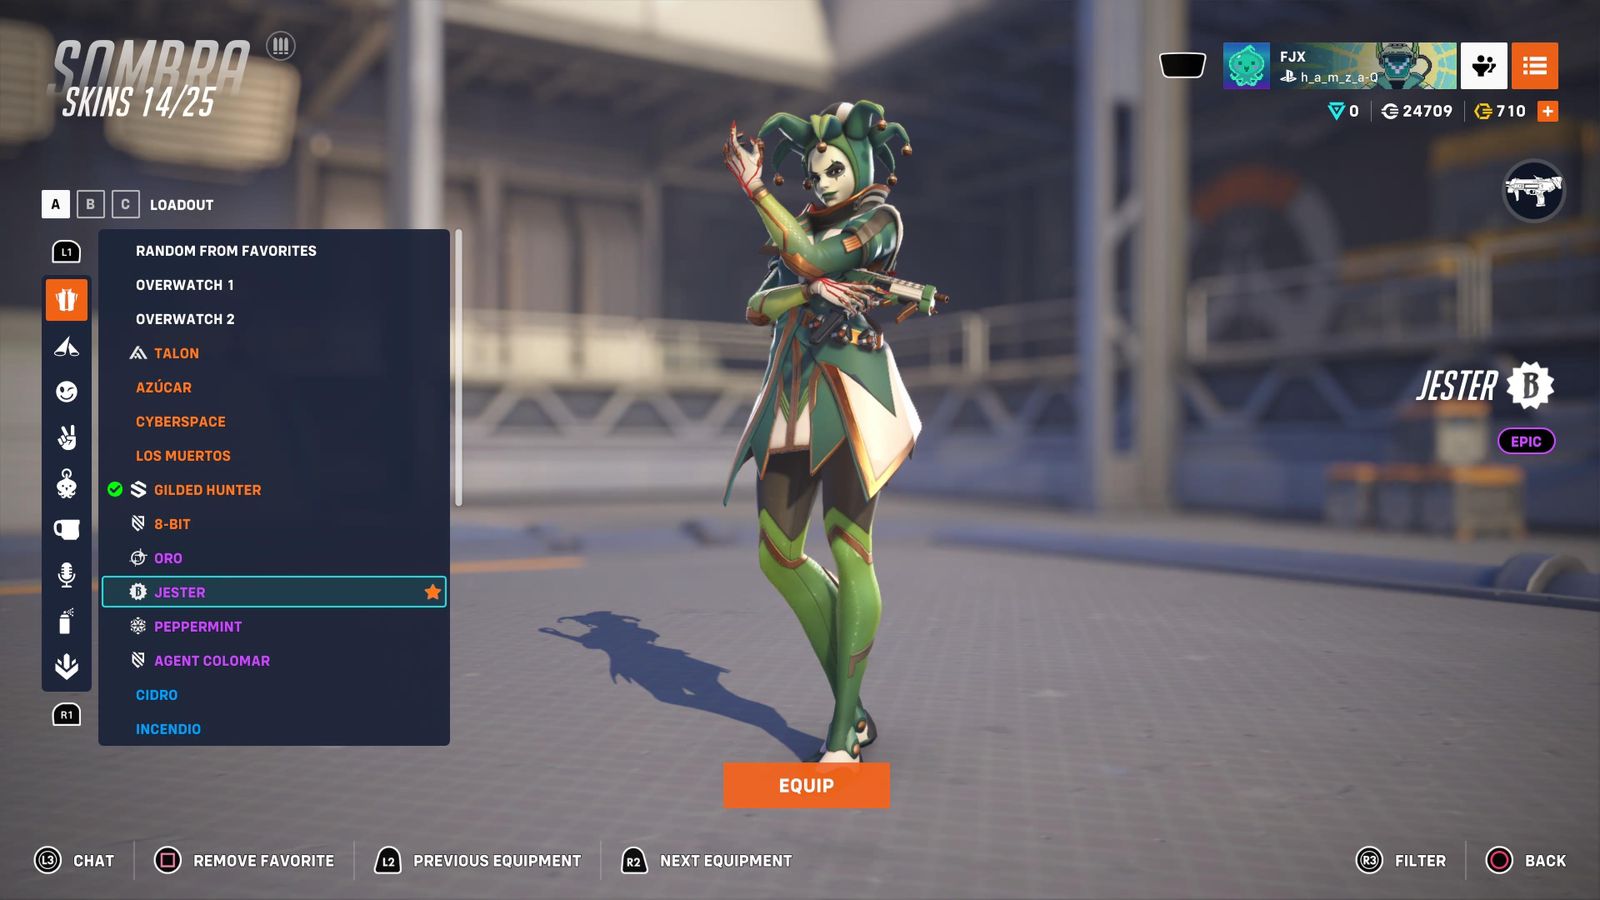 SOMBRA
SKINS 14/25
FJX
h_a_m_z_a-Q
0
24709
710
A B C LOADOUT
L1
RANDOM FROM FAVORITES
OVERWATCH 1
OVERWATCH 2
TALON
AZÚCAR
CYBERSPACE
LOS MUERTOS
GILDED HUNTER
8-BIT
ORO
B JESTER
PEPPERMINT
AGENT COLOMAR
CIDRO
INCENDIO
R1
JESTER B
EPIC
EQUIP
L3 CHAT
REMOVE FAVORITE
L2 PREVIOUS EQUIPMENT
R2 NEXT EQUIPMENT
R3 FILTER
BACK